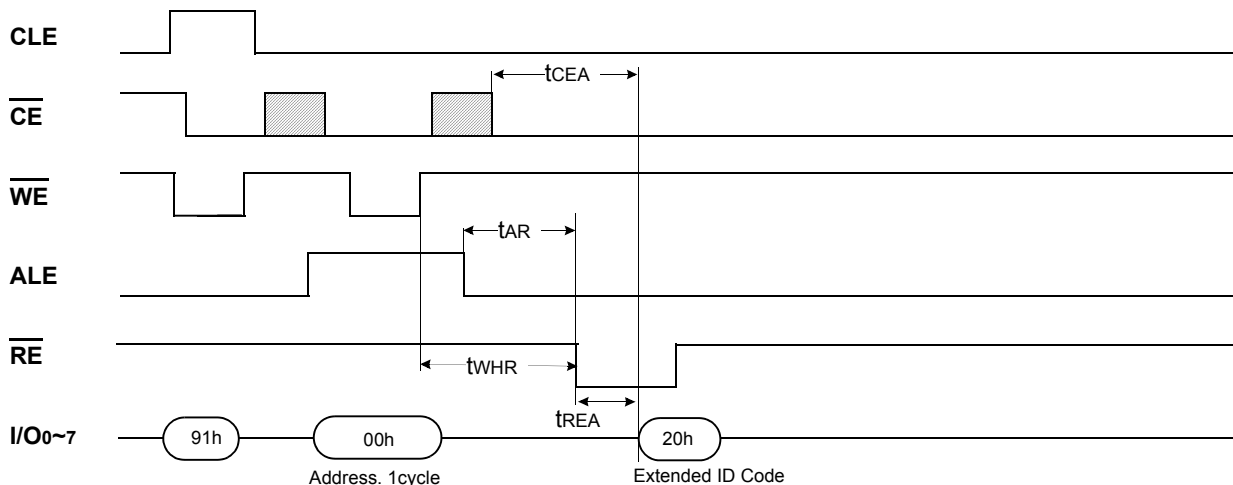 CLE
tCEA
CE
WE
tAR
ALE
RE
tWHR
tREA
I/O0~7
91h
00h
20h
Address. 1cycle
Extended ID Code